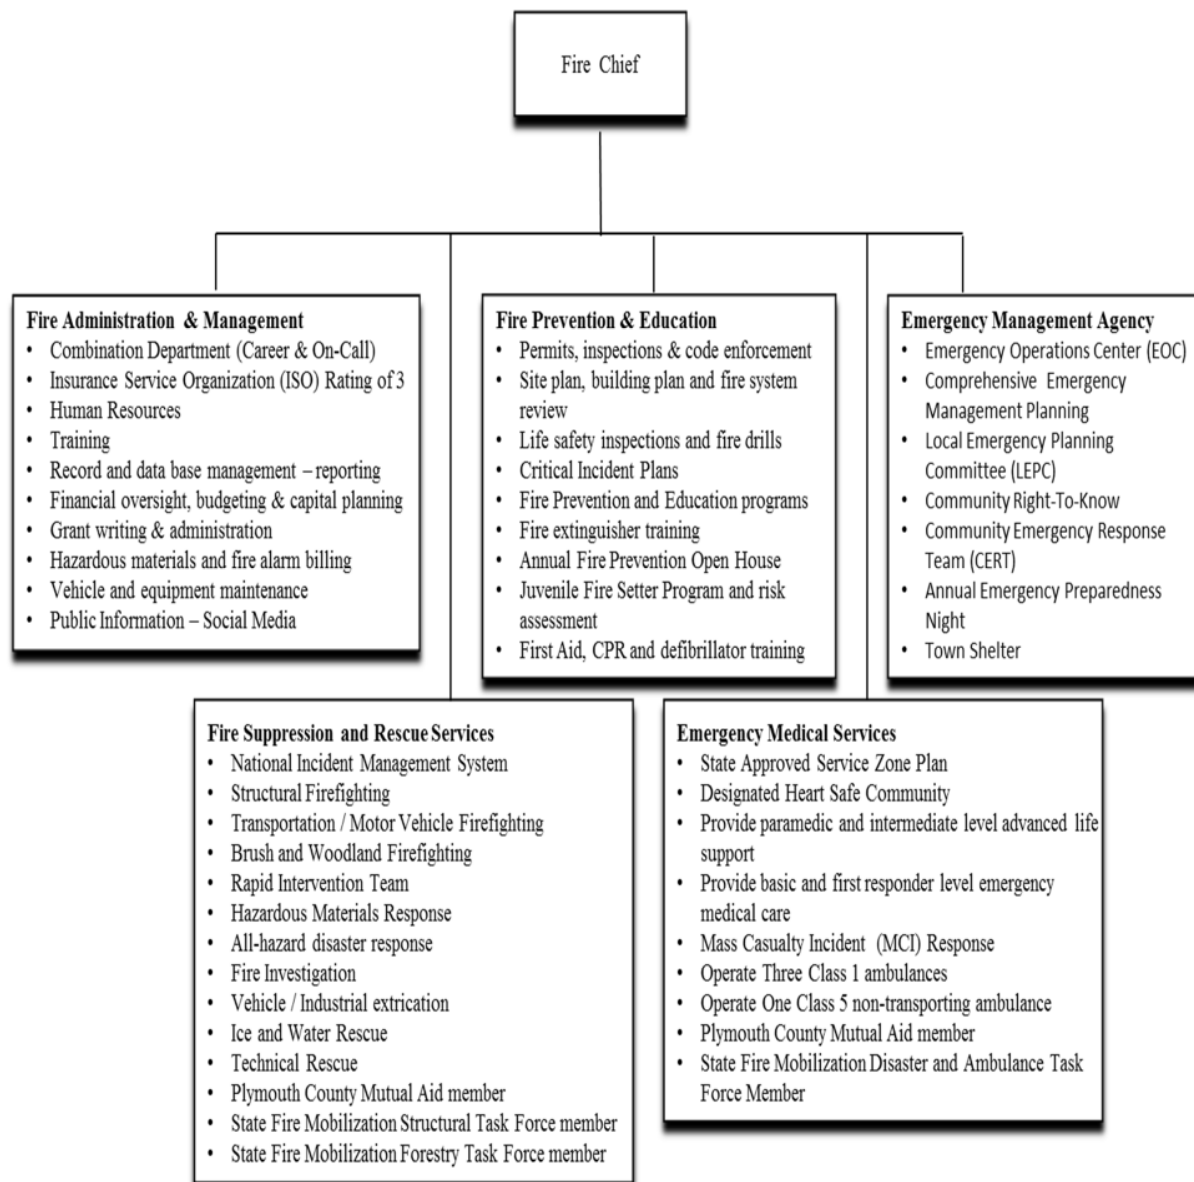 Fire Chief
Fire Administration & Management
• Combination Department (Career & On-Call)
• Insurance Service Organization (ISO) Rating of 3
• Human Resources
• Training
• Record and data base management – reporting
• Financial oversight, budgeting & capital planning
• Grant writing & administration
• Hazardous materials and fire alarm billing
• Vehicle and equipment maintenance
• Public Information – Social Media
Fire Prevention & Education
• Permits, inspections & code enforcement
• Site plan, building plan and fire system
review
• Life safety inspections and fire drills
• Critical Incident Plans
• Fire Prevention and Education programs
• Fire extinguisher training
• Annual Fire Prevention Open House
• Juvenile Fire Setter Program and risk
assessment
• First Aid, CPR and defibrillator training
Emergency Management Agency
• Emergency Operations Center (EOC)
• Comprehensive Emergency
Management Planning
• Local Emergency Planning
Committee (LEPC)
• Community Right-To-Know
• Community Emergency Response
Team (CERT)
• Annual Emergency Preparedness
Night
• Town Shelter
Fire Suppression and Rescue Services
• National Incident Management System
• Structural Firefighting
• Transportation / Motor Vehicle Firefighting
• Brush and Woodland Firefighting
• Rapid Intervention Team
• Hazardous Materials Response
• All-hazard disaster response
• Fire Investigation
• Vehicle / Industrial extrication
• Ice and Water Rescue
• Technical Rescue
• Plymouth County Mutual Aid member
• State Fire Mobilization Structural Task Force member
• State Fire Mobilization Forestry Task Force member
Emergency Medical Services
• State Approved Service Zone Plan
• Designated Heart Safe Community
• Provide paramedic and intermediate level advanced life
support
• Provide basic and first responder level emergency
medical care
• Mass Casualty Incident (MCI) Response
• Operate Three Class 1 ambulances
• Operate One Class 5 non-transporting ambulance
• Plymouth County Mutual Aid member
• State Fire Mobilization Disaster and Ambulance Task
Force Member